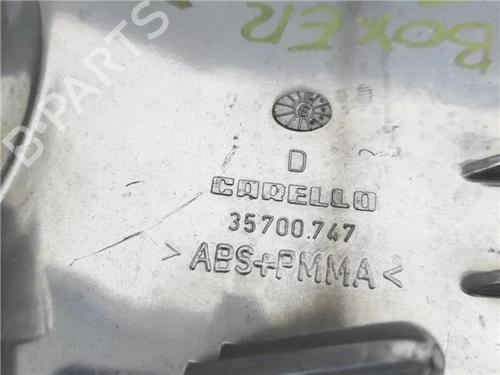 BOXER
D
CARELLO
35700.747
>ABS+PMMA<
B-PARTS